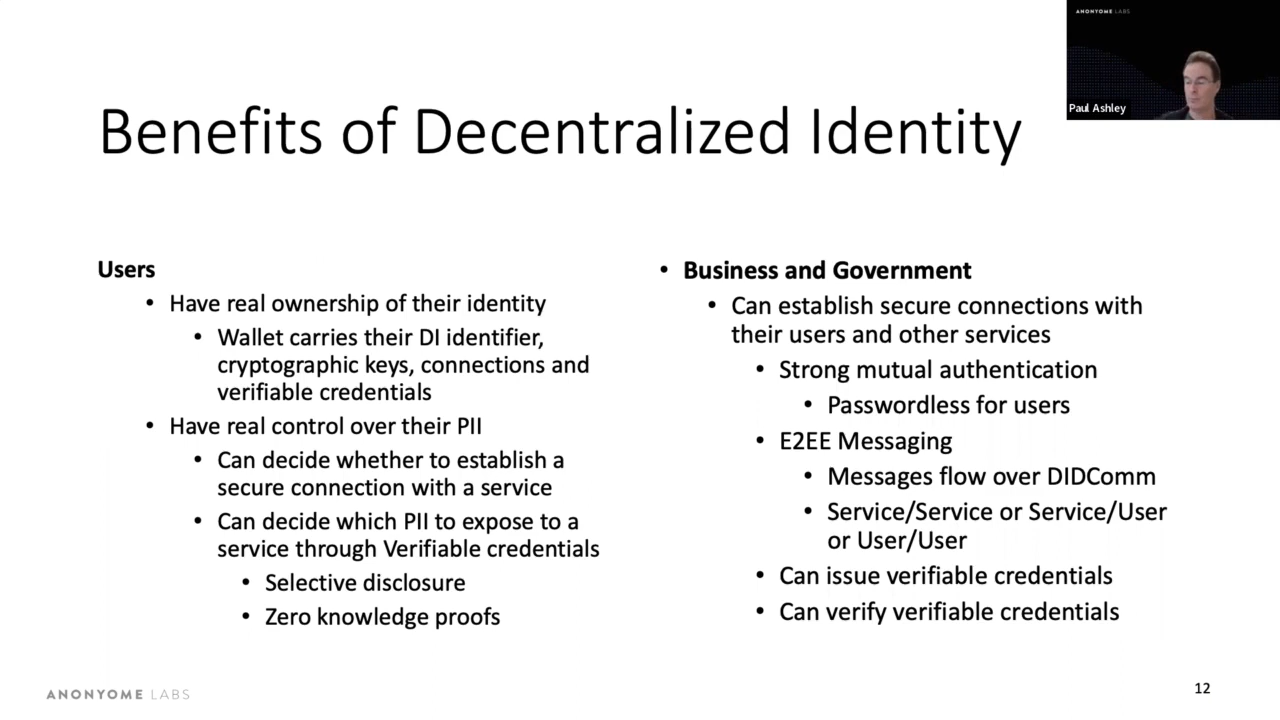 ANONYOME LABS
Paul Ashley
Benefits of Decentralized Identity
Users
• Have real ownership of their identity
• Wallet carries their DI identifier,
cryptographic keys, connections and
verifiable credentials
• Have real control over their PII
• Can decide whether to establish a
secure connection with a service
• Can decide which PII to expose to a
service through Verifiable credentials
• Selective disclosure
• Zero knowledge proofs
• Business and Government
• Can establish secure connections with
their users and other services
• Strong mutual authentication
• Passwordless for users
• E2EE Messaging
• Messages flow over DIDComm
• Service/Service or Service/User
or User/User
• Can issue verifiable credentials
• Can verify verifiable credentials
ANONYOME LABS
12